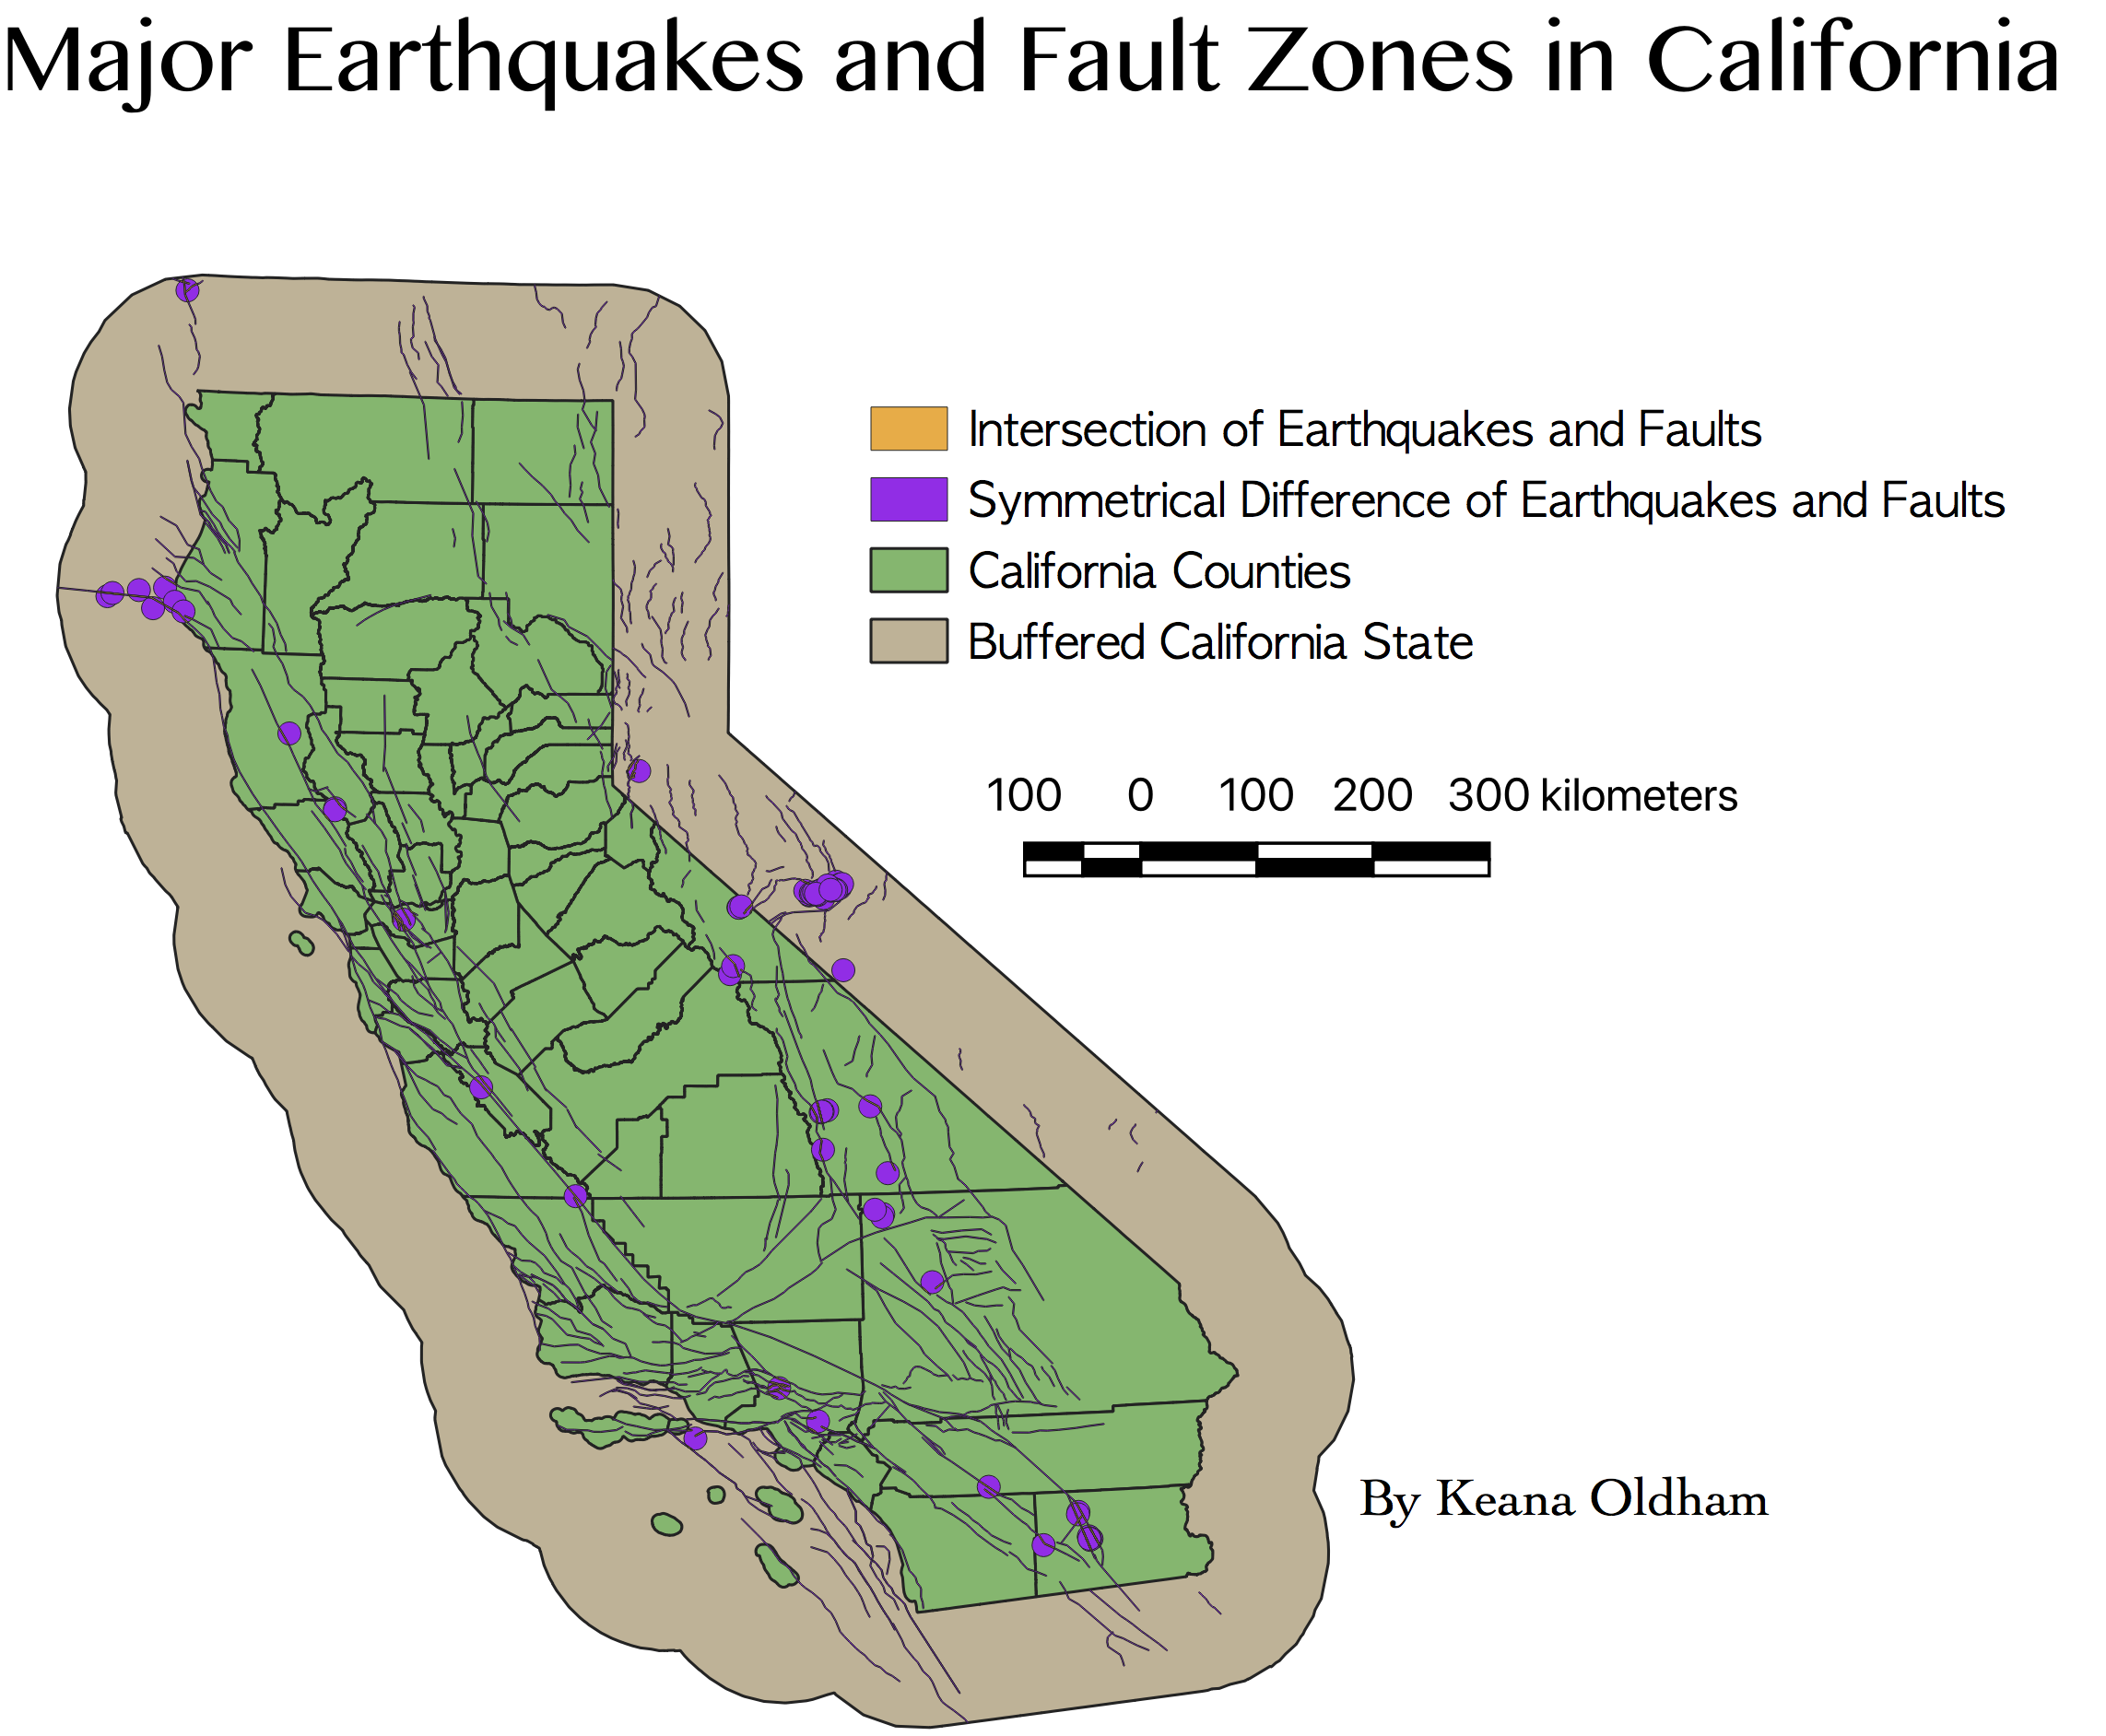 Major Earthquakes and Fault Zones in California
Intersection of Earthquakes and Faults
Symmetrical Difference of Earthquakes and Faults
California Counties
Buffered California State
100 0 100 200 300 kilometers
By Keana Oldham